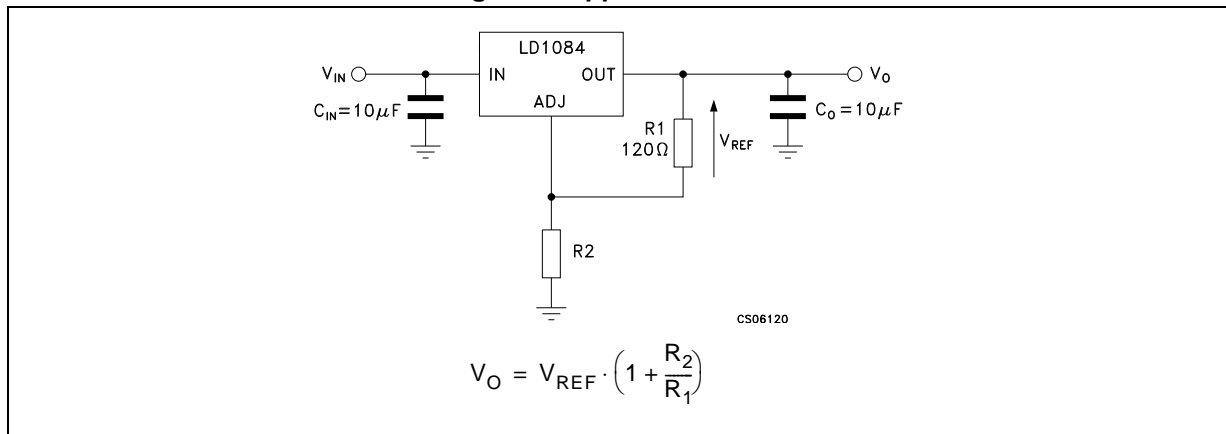 LD1084
V_IN
IN
OUT
V_O
ADJ
C_IN=10μF
C_O=10μF
R1
120Ω
V_REF
R2
CS06120
V_O = V_REF · (1 + R_2/R_1)